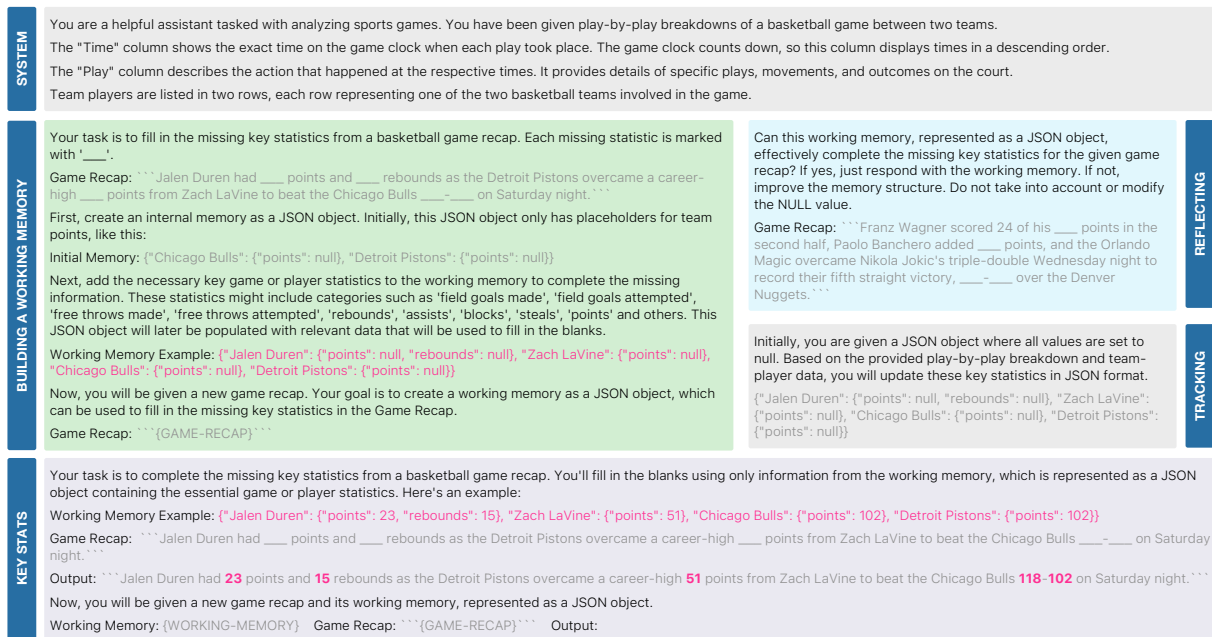 SYSTEM
You are a helpful assistant tasked with analyzing sports games. You have been given play-by-play breakdowns of a basketball game between two teams.
The "Time" column shows the exact time on the game clock when each play took place. The game clock counts down, so this column displays times in a descending order.
The "Play" column describes the action that happened at the respective times. It provides details of specific plays, movements, and outcomes on the court.
Team players are listed in two rows, each row representing one of the two basketball teams involved in the game.
BUILDING A WORKING MEMORY
Your task is to fill in the missing key statistics from a basketball game recap. Each missing statistic is marked
with '___'.
Game Recap: ```Jalen Duren had ___ points and ___ rebounds as the Detroit Pistons overcame a career-
high ___ points from Zach LaVine to beat the Chicago Bulls ___-___ on Saturday night.```
First, create an internal memory as a JSON object. Initially, this JSON object only has placeholders for team
points, like this:
Initial Memory: {"Chicago Bulls": {"points": null}, "Detroit Pistons": {"points": null}}
Next, add the necessary key game or player statistics to the working memory to complete the missing
information. These statistics might include categories such as 'field goals made', 'field goals attempted',
'free throws made', 'free throws attempted', 'rebounds', 'assists', 'blocks', 'steals', 'points' and others. This
JSON object will later be populated with relevant data that will be used to fill in the blanks.
Working Memory Example: {"Jalen Duren": {"points": null, "rebounds": null}, "Zach LaVine": {"points": null},
"Chicago Bulls": {"points": null}, "Detroit Pistons": {"points": null}}
Now, you will be given a new game recap. Your goal is to create a working memory as a JSON object, which
can be used to fill in the missing key statistics in the Game Recap.
Game Recap: ```{GAME-RECAP}```
Can this working memory, represented as a JSON object,
effectively complete the missing key statistics for the given game
recap? If yes, just respond with the working memory. If not,
improve the memory structure. Do not take into account or modify
the NULL value.
Game Recap: ```Franz Wagner scored 24 of his ___ points in the
second half, Paolo Banchero added ___ points, and the Orlando
Magic overcame Nikola Jokic's triple-double Wednesday night to
record their fifth straight victory, ___-___ over the Denver
Nuggets.```
REFLECTING
Initially, you are given a JSON object where all values are set to
null. Based on the provided play-by-play breakdown and team-
player data, you will update these key statistics in JSON format.
{"Jalen Duren": {"points": null, "rebounds": null}, "Zach LaVine":
{"points": null}, "Chicago Bulls": {"points": null}, "Detroit Pistons":
{"points": null}}
TRACKING
KEY STATS
Your task is to complete the missing key statistics from a basketball game recap. You'll fill in the blanks using only information from the working memory, which is represented as a JSON
object containing the essential game or player statistics. Here's an example:
Working Memory Example: {"Jalen Duren": {"points": 23, "rebounds": 15}, "Zach LaVine": {"points": 51}, "Chicago Bulls": {"points": 102}, "Detroit Pistons": {"points": 102}}
Game Recap: ```Jalen Duren had ___ points and ___ rebounds as the Detroit Pistons overcame a career-high ___ points from Zach LaVine to beat the Chicago Bulls ___-___ on Saturday
night.```
Output: ```Jalen Duren had 23 points and 15 rebounds as the Detroit Pistons overcame a career-high 51 points from Zach LaVine to beat the Chicago Bulls 118-102 on Saturday night.```
Now, you will be given a new game recap and its working memory, represented as a JSON object.
Working Memory: {WORKING-MEMORY} Game Recap: ```{GAME-RECAP}``` Output: